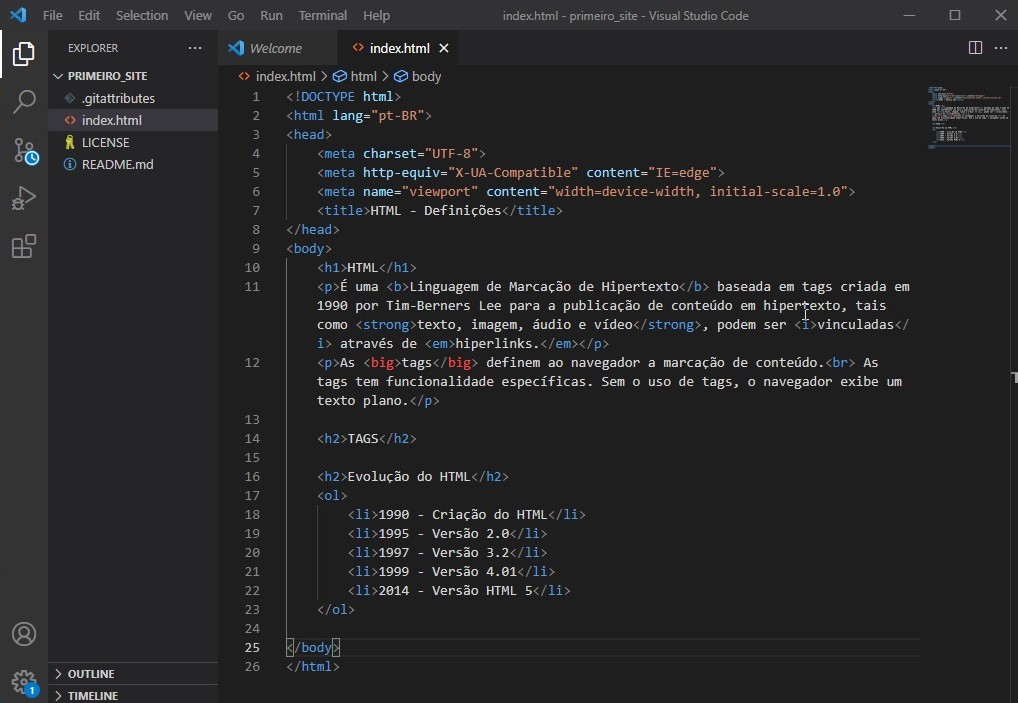 File Edit Selection View Go Run Terminal Help index.html - primeiro_site - Visual Studio Code
EXPLORER
Welcome index.html
PRIMEIRO_SITE
.gitattributes
index.html
LICENSE
README.md
index.html > html > body
1 <!DOCTYPE html>
2 <html lang="pt-BR">
3 <head>
4 <meta charset="UTF-8">
5 <meta http-equiv="X-UA-Compatible" content="IE=edge">
6 <meta name="viewport" content="width=device-width, initial-scale=1.0">
7 <title>HTML - Definições</title>
8 </head>
9 <body>
10 <h1>HTML</h1>
11 <p>É uma <b>Linguagem de Marcação de Hipertexto</b> baseada em tags criada em
1990 por Tim-Berners Lee para a publicação de conteúdo em hipertexto, tais
como <strong>texto, imagem, áudio e vídeo</strong>, podem ser <i>vinculadas</
i> através de <em>hiperlinks.</em></p>
12 <p>As <big>tags</big> definem ao navegador a marcação de conteúdo.<br> As
tags tem funcionalidade específicas. Sem o uso de tags, o navegador exibe um
texto plano.</p>
13
14 <h2>TAGS</h2>
15
16 <h2>Evolução do HTML</h2>
17 <ol>
18 <li>1990 - Criação do HTML</li>
19 <li>1995 - Versão 2.0</li>
20 <li>1997 - Versão 3.2</li>
21 <li>1999 - Versão 4.01</li>
22 <li>2014 - Versão HTML 5</li>
23 </ol>
24
25 </body>
26 </html>
OUTLINE
TIMELINE
1